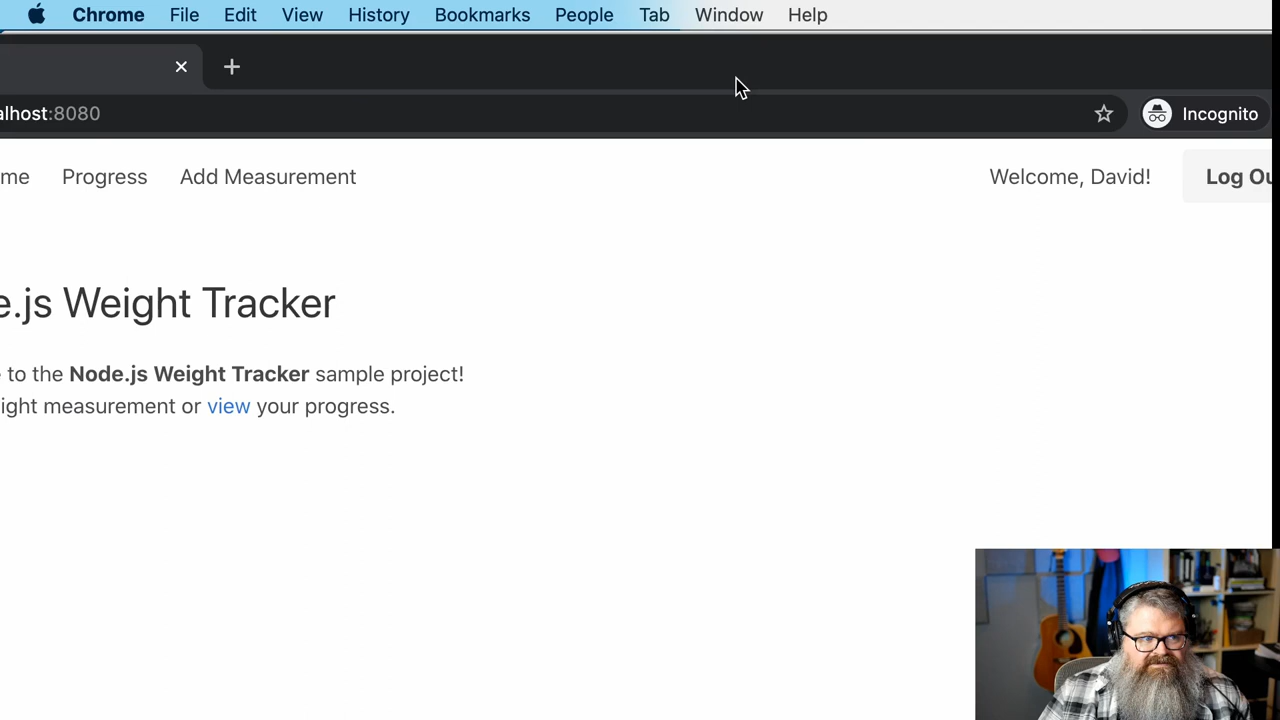 Chrome File Edit View History Bookmarks People Tab Window Help
alhost:8080 Incognito
me Progress Add Measurement Welcome, David! Log Ou
e.js Weight Tracker
to the Node.js Weight Tracker sample project!
ight measurement or view your progress.